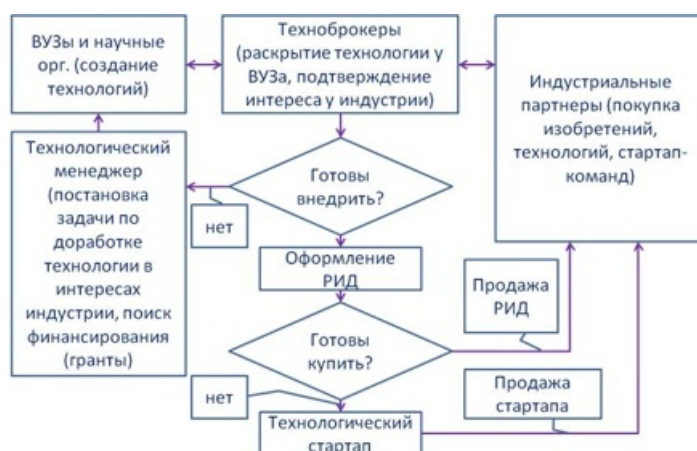 ВУЗы и научные
орг. (создание
технологий)
Техноброкеры
(раскрытие технологии у
ВУЗа, подтверждение
интереса у индустрии)
Индустриальные
партнеры (покупка
изобретений,
технологий, стартап-
команд)
Технологический
менеджер
(постановка
задачи по
доработке
технологии в
интересах
индустрии, поиск
финансирования
(гранты)
Готовы
внедрить?
нет
Оформление
РИД
Продажа
РИД
Готовы
купить?
нет
Продажа
стартапа
Технологический
стартап